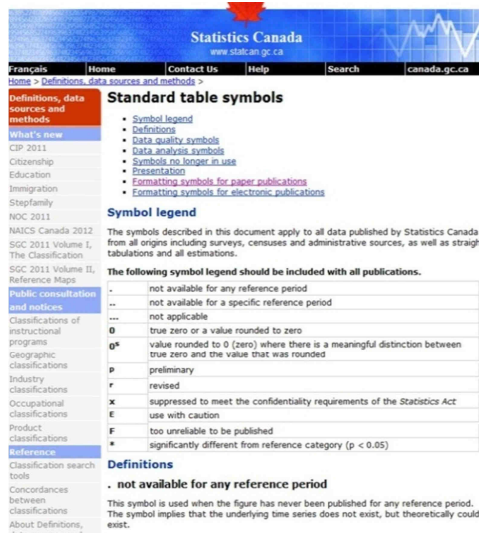 Statistics Canada
www.statcan.gc.ca
Français Home Contact Us Help Search canada.gc.ca
Home > Definitions, data sources and methods >
Definitions, data
sources and
methods
What's new
CIP 2011
Citizenship
Education
Immigration
Stepfamily
NOC 2011
NAICS Canada 2012
SGC 2011 Volume I,
The Classification
SGC 2011 Volume II,
Reference Maps
Public consultation
and notices
Classifications of
instructional
programs
Geographic
classifications
Industry
classifications
Occupational
classifications
Product
classifications
Reference
Classification search
tools
Concordances
between
classifications
About Definitions,
Standard table symbols
Symbol legend
Definitions
Data quality symbols
Data analysis symbols
Symbols no longer in use
Presentation
Formatting symbols for paper publications
Formatting symbols for electronic publications
Symbol legend
The symbols described in this document apply to all data published by Statistics Canada
from all origins including surveys, censuses and administrative sources, as well as straigh
tabulations and all estimations.
The following symbol legend should be included with all publications.
. not available for any reference period
.. not available for a specific reference period
... not applicable
0 true zero or a value rounded to zero
0s value rounded to 0 (zero) where there is a meaningful distinction between
true zero and the value that was rounded
p preliminary
r revised
x suppressed to meet the confidentiality requirements of the Statistics Act
E use with caution
F too unreliable to be published
* significantly different from reference category (p < 0.05)
Definitions
. not available for any reference period
This symbol is used when the figure has never been published for any reference period.
The symbol implies that the underlying time series does not exist, but theoretically could
exist.